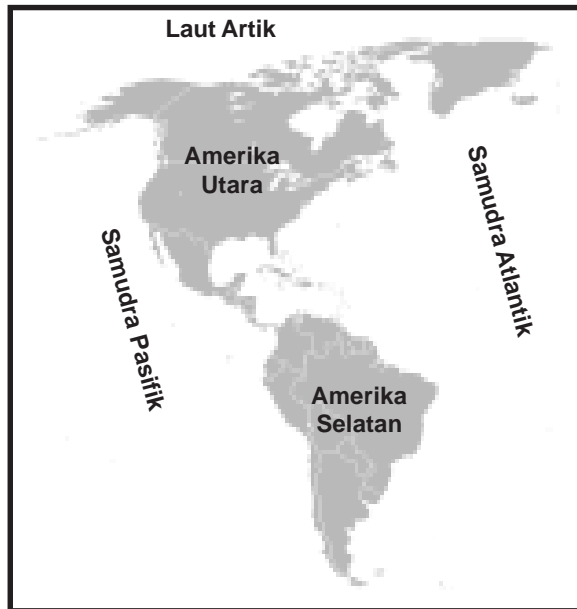 Laut Artik
Amerika
Utara
Samudra Atlantik
Samudra Pasifik
Amerika
Selatan